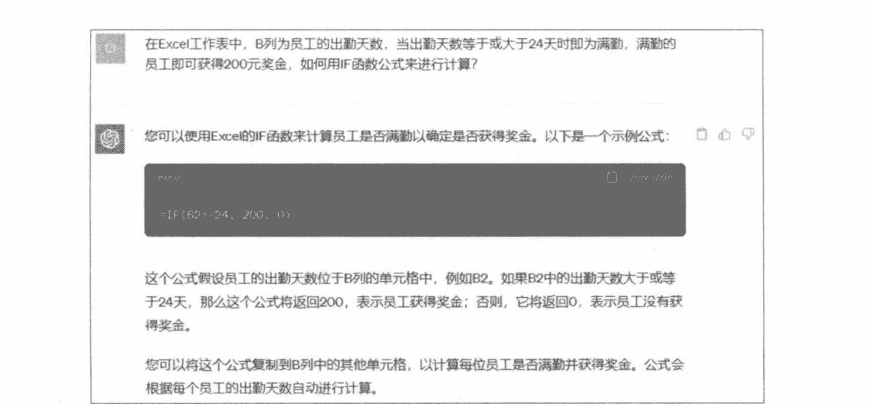 在Excel工作表中，B列为员工的出勤天数，当出勤天数等于或大于24天时即为满勤，满勤的
员工即可获得200元奖金，如何用IF函数公式来进行计算？
您可以使用Excel的IF函数来计算员工是否满勤以确定是否获得奖金。以下是一个示例公式：
excel
=IF(B2>=24, 200, 0)
这个公式假设员工的出勤天数位于B列的单元格中，例如B2。如果B2中的出勤天数大于或等
于24天，那么这个公式将返回200，表示员工获得奖金；否则，它将返回0，表示员工没有获
得奖金。
您可以将这个公式复制到B列中的其他单元格，以计算每位员工是否满勤并获得奖金。公式会
根据每个员工的出勤天数自动进行计算。